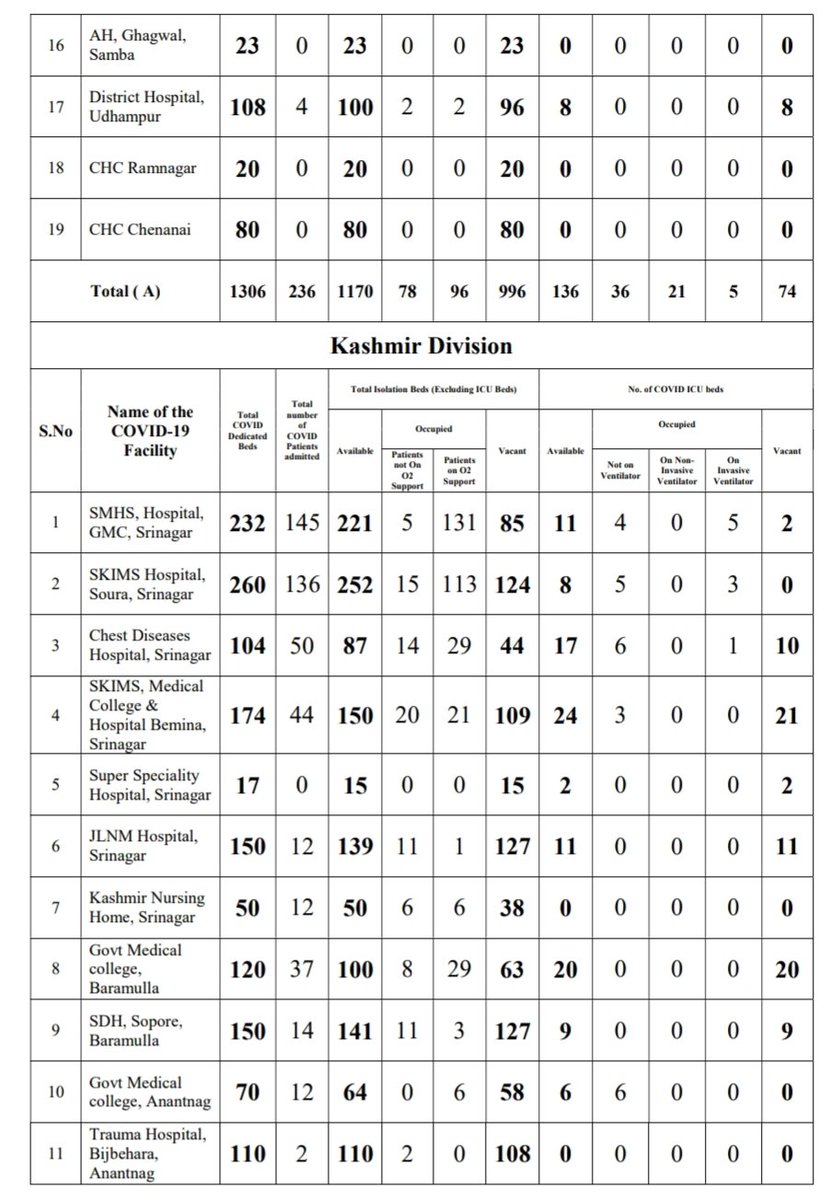 16 AH, Ghagwal, Samba 23 0 23 0 0 23 0 0 0 0 0
17 District Hospital, Udhampur 108 4 100 2 2 96 8 0 0 0 8
18 CHC Ramnagar 20 0 20 0 0 20 0 0 0 0 0
19 CHC Chenanai 80 0 80 0 0 80 0 0 0 0 0
Total ( A) 1306 236 1170 78 96 996 136 36 21 5 74
Kashmir Division
S.No
Name of the COVID-19 Facility
Total COVID Dedicated Beds
Total number of COVID Patients admitted
Total Isolation Beds (Excluding ICU Beds)
Available
Occupied
Patients not On O2 Support
Patients on O2 Support
Vacant
No. of COVID ICU beds
Available
Occupied
Not on Ventilator
On Non-Invasive Ventilator
On Invasive Ventilator
Vacant
1 SMHS, Hospital, GMC, Srinagar 232 145 221 5 131 85 11 4 0 5 2
2 SKIMS Hospital, Soura, Srinagar 260 136 252 15 113 124 8 5 0 3 0
3 Chest Diseases Hospital, Srinagar 104 50 87 14 29 44 17 6 0 1 10
4 SKIMS, Medical College & Hospital Bemina, Srinagar 174 44 150 20 21 109 24 3 0 0 21
5 Super Speciality Hospital, Srinagar 17 0 15 0 0 15 2 0 0 0 2
6 JLNM Hospital, Srinagar 150 12 139 11 1 127 11 0 0 0 11
7 Kashmir Nursing Home, Srinagar 50 12 50 6 6 38 0 0 0 0 0
8 Govt Medical college, Baramulla 120 37 100 8 29 63 20 0 0 0 20
9 SDH, Sopore, Baramulla 150 14 141 11 3 127 9 0 0 0 9
10 Govt Medical college, Anantnag 70 12 64 0 6 58 6 6 0 0 0
11 Trauma Hospital, Bijbehara, Anantnag 110 2 110 2 0 108 0 0 0 0 0